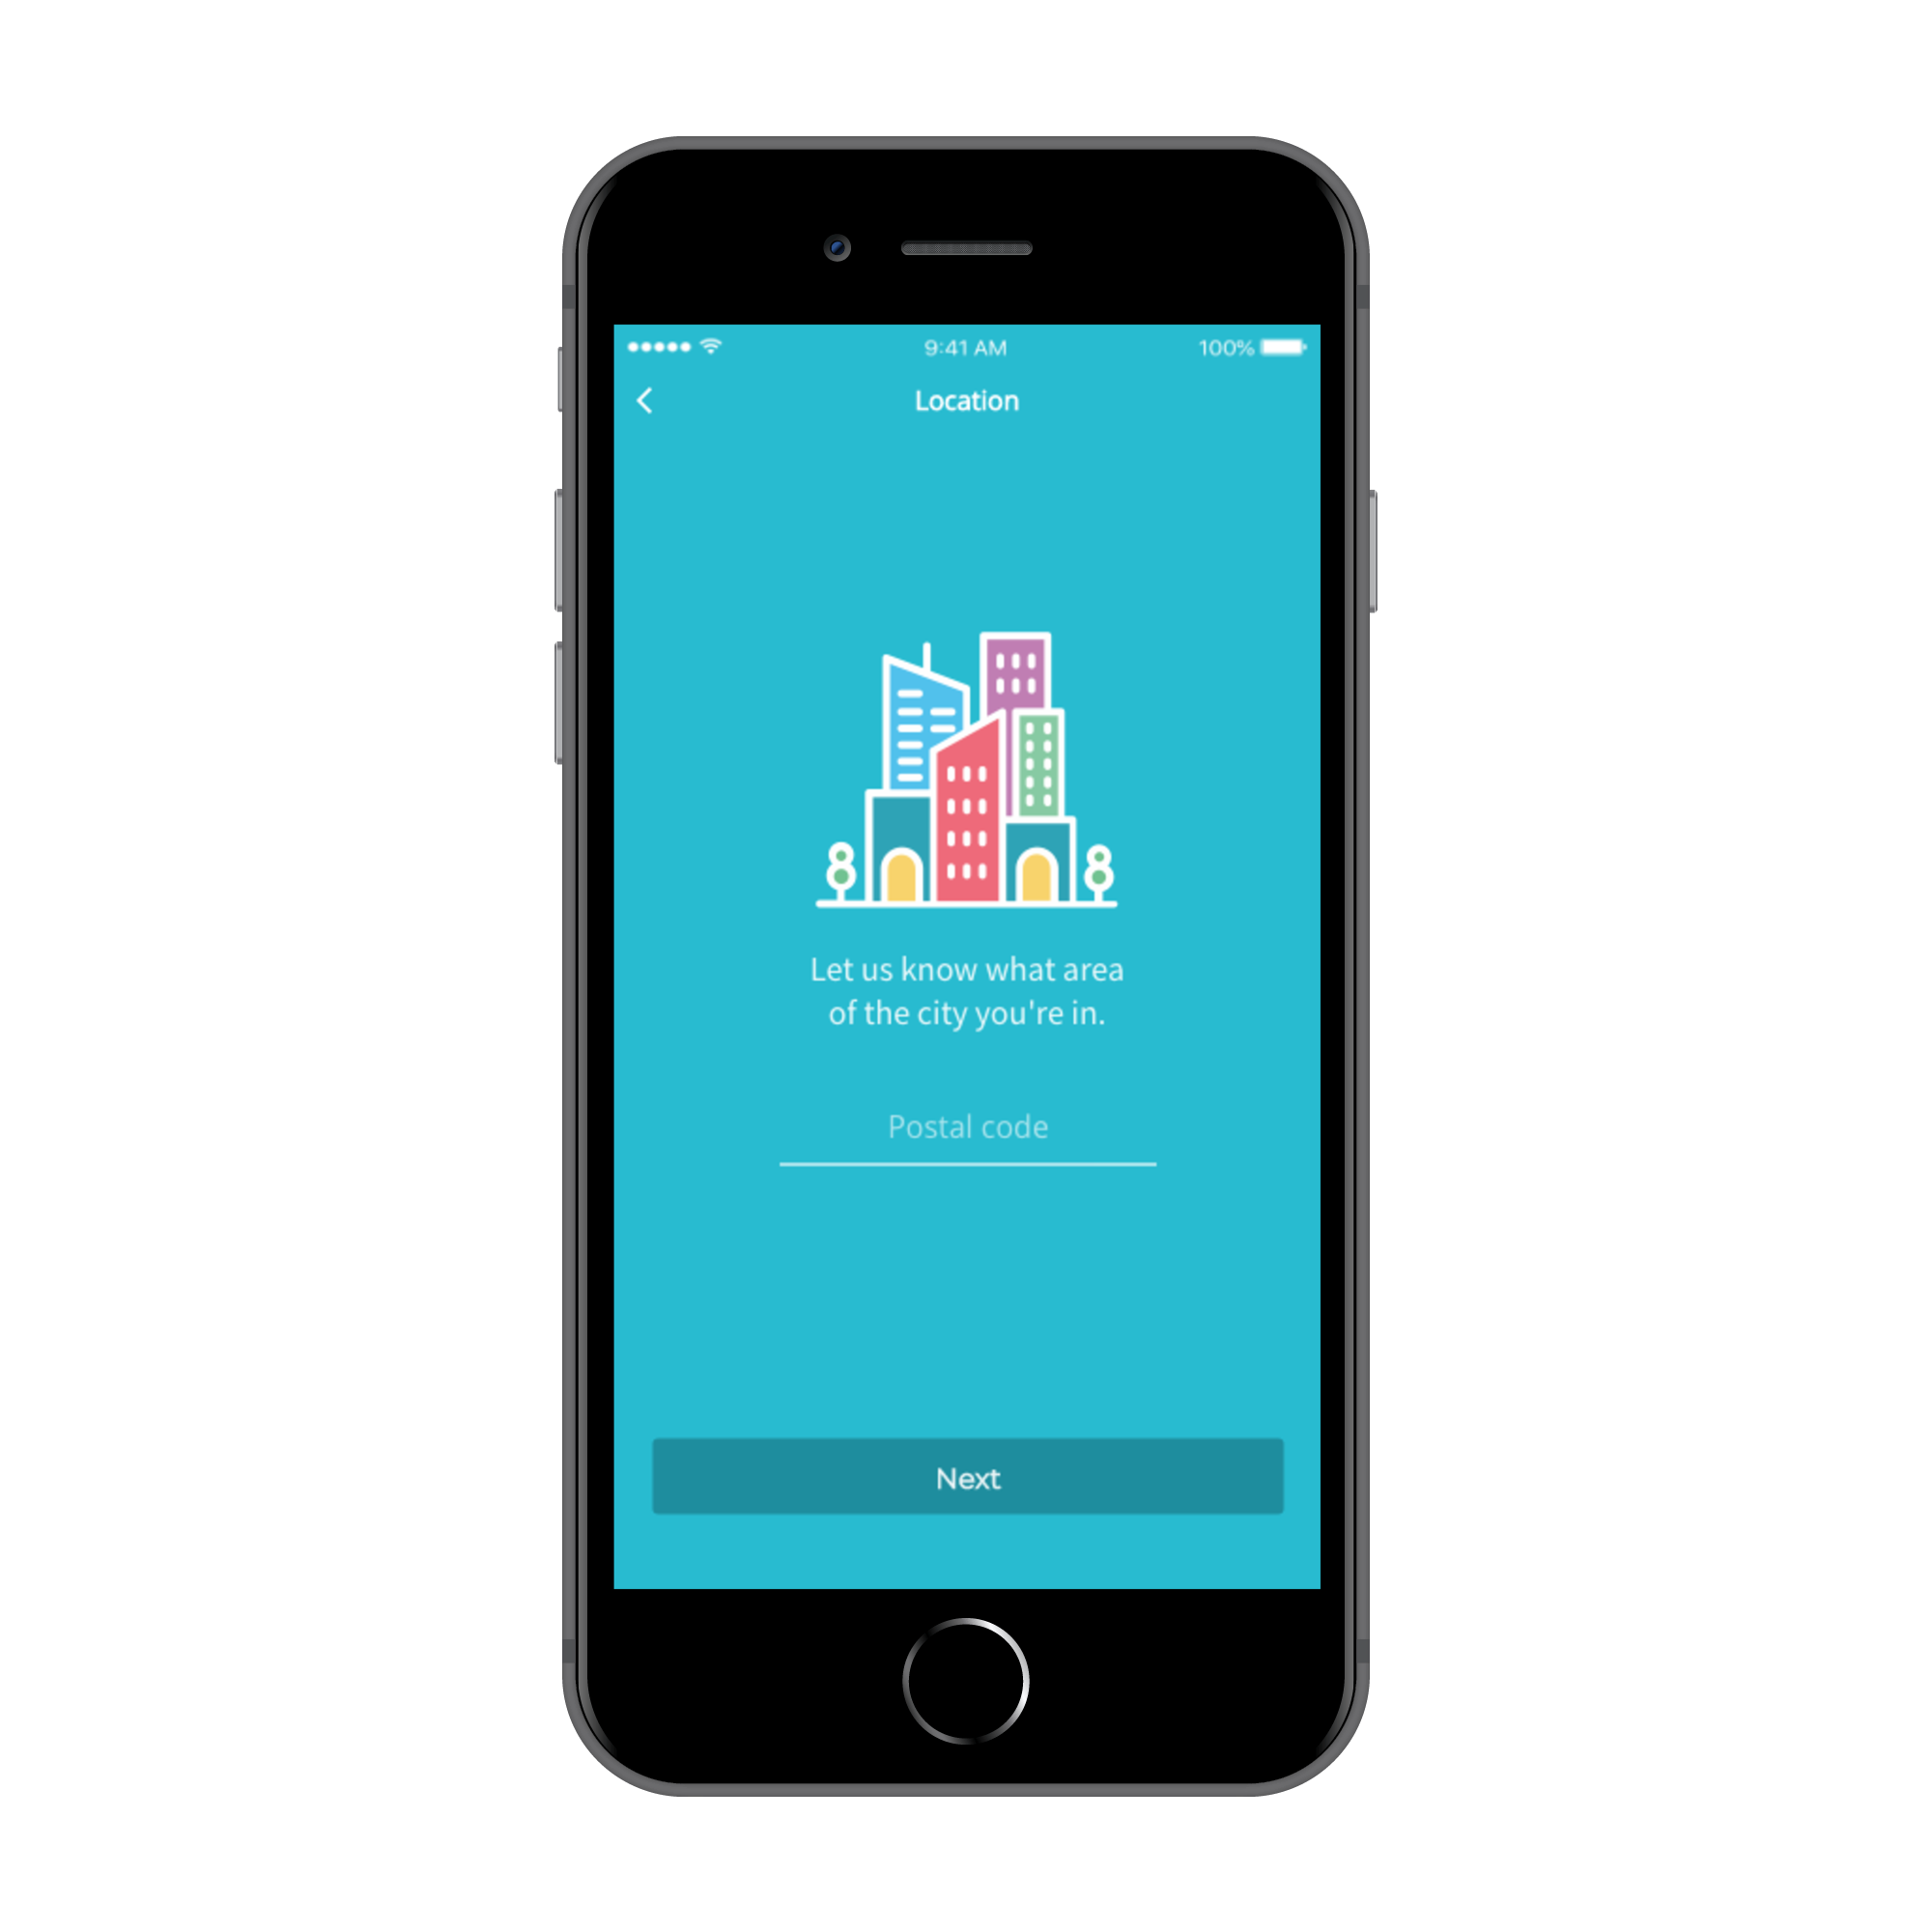 9:41 AM
100%
Location
Let us know what area
of the city you're in.
Postal code
Next